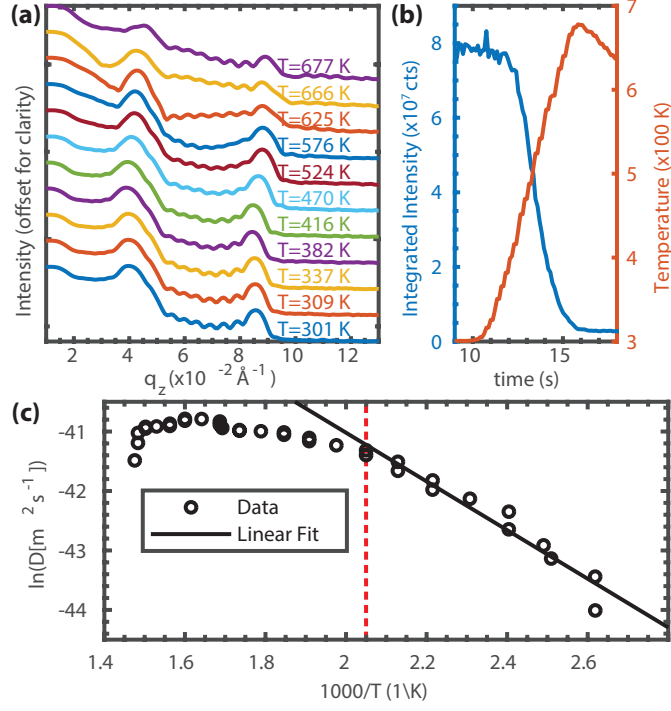 (a)
Intensity (offset for clarity)
T=677 K
T=666 K
T=625 K
T=576 K
T=524 K
T=470 K
T=416 K
T=382 K
T=337 K
T=309 K
T=301 K
2 4 6 8 10 12
q_z (x10 ^-2 Å^-1)
(b)
Integrated Intensity (x10^7 cts)
8
6
4
2
0
10 15
time (s)
7
6
5
4
3
Temperature (x100 K)
(c)
ln(D[m ^2 s^-1])
-41
-42
-43
-44
Data
Linear Fit
1.4 1.6 1.8 2 2.2 2.4 2.6
1000/T (1\K)